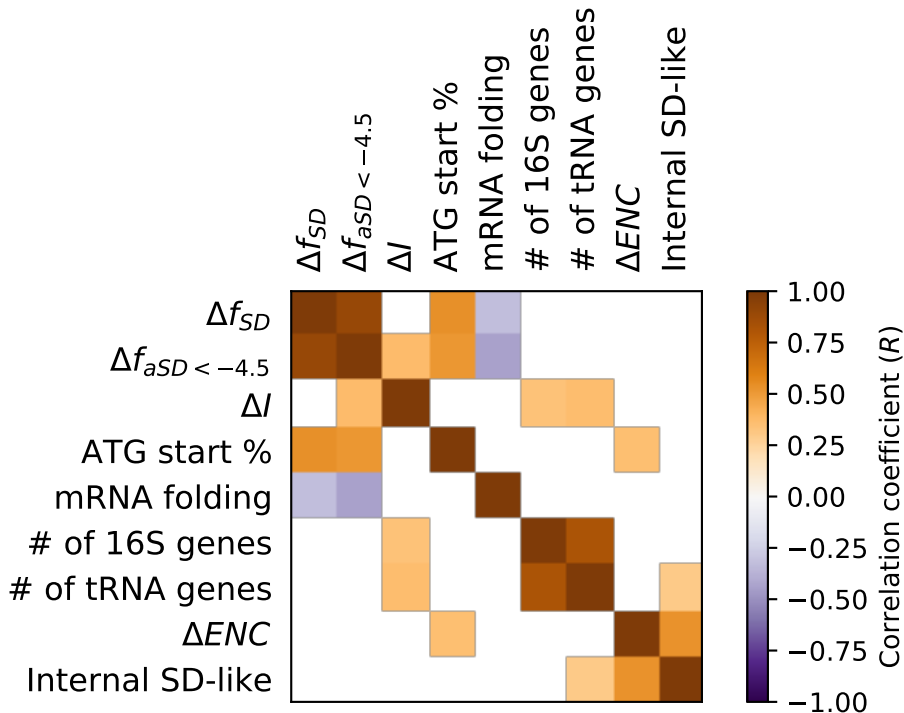 Δf_SD
Δf_aSD<−4.5
ΔI
ATG start %
mRNA folding
# of 16S genes
# of tRNA genes
ΔENC
Internal SD-like
Δf_SD
Δf_aSD<−4.5
ΔI
ATG start %
mRNA folding
# of 16S genes
# of tRNA genes
ΔENC
Internal SD-like
1.00
0.75
0.50
0.25
0.00
−0.25
−0.50
−0.75
−1.00
Correlation coefficient (R)